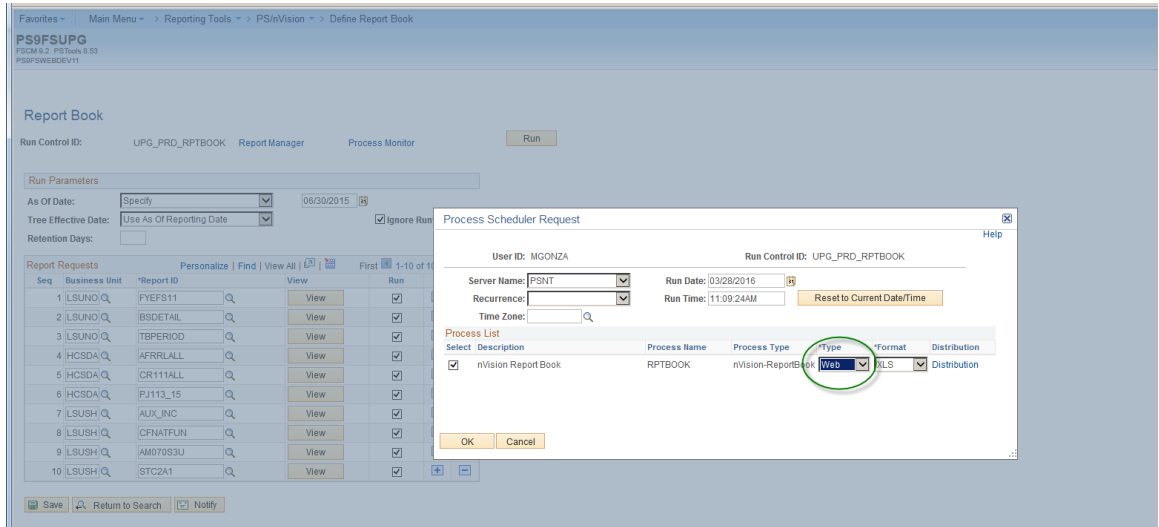 Favorites Main Menu > Reporting Tools > PS/nVision > Define Report Book
PS9FSUPG
FSCM 9.2 PSTools 8.53
PS9FSWEBDEV11
Report Book
Run Control ID: UPG_PRD_RPTBOOK Report Manager Process Monitor Run
Run Parameters
As Of Date: Specify 06/30/2015
Tree Effective Date: Use As Of Reporting Date Ignore Run
Retention Days:
Report Requests Personalize | Find | View All | First 1-10 of 10
Seq Business Unit *Report ID View Run
1 LSUNO FYEFS11 View
2 LSUNO BSDETAIL View
3 LSUNO TBPERIOD View
4 HCSDA AFRRLALL View
5 HCSDA CR111ALL View
6 HCSDA PJ113_15 View
7 LSUSH AUX_INC View
8 LSUSH CFNATFUN View
9 LSUSH AM070S3U View
10 LSUSH STC2A1 View
Save Return to Search Notify
Process Scheduler Request
Help
User ID: MGONZA Run Control ID: UPG_PRD_RPTBOOK
Server Name: PSNT Run Date: 03/28/2016
Recurrence: Run Time: 11:09:24AM Reset to Current Date/Time
Time Zone:
Process List
Select Description Process Name Process Type *Type *Format Distribution
nVision Report Book RPTBOOK nVision-ReportBook Web XLS Distribution
OK Cancel